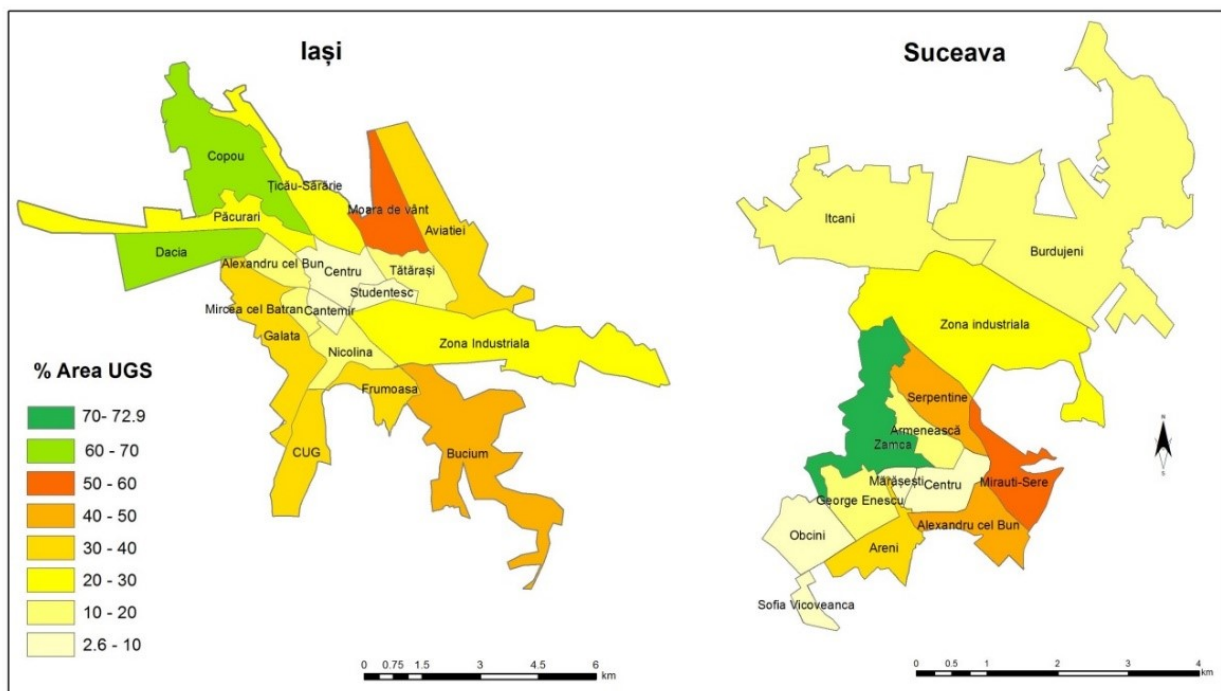 Iași
Suceava
Copou
Țicău-Sărărie
Păcurari
Moara de vânt
Aviatiei
Dacia
Alexandru cel Bun
Centru
Tătărași
Studentesc
Mircea cel Batran
Cantemir
Galata
Nicolina
Zona Industriala
Frumoasa
CUG
Bucium
Itcani
Burdujeni
Zona industriala
Serpentine
Armenească
Zamca
Mărășești
Centru
Mirauti-Sere
George Enescu
Alexandru cel Bun
Obcini
Areni
Sofia Vicoveanca
% Area UGS
70- 72.9
60 - 70
50 - 60
40 - 50
30 - 40
20 - 30
10 - 20
2.6 - 10
N
S
0 0.75 1.5 3 4.5 6
km
0 0.5 1 2 3 4
km